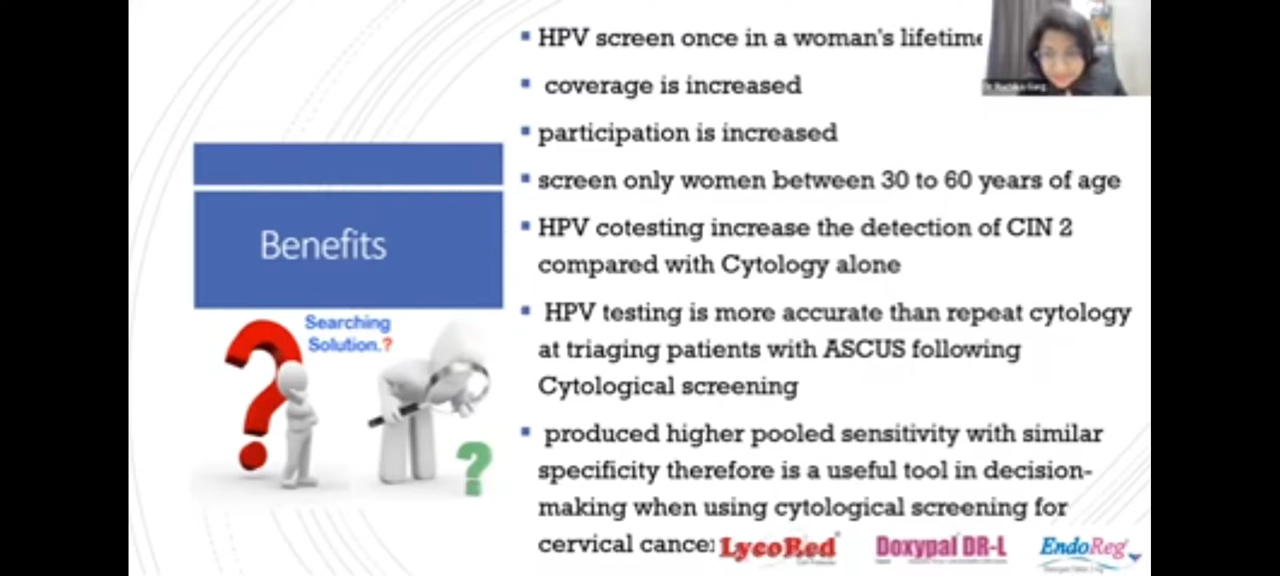 HPV screen once in a woman's lifetime
coverage is increased
participation is increased
screen only women between 30 to 60 years of age
HPV cotesting increase the detection of CIN 2
compared with Cytology alone
HPV testing is more accurate than repeat cytology
at triaging patients with ASCUS following
Cytological screening
produced higher pooled sensitivity with similar
specificity therefore is a useful tool in decision-
making when using cytological screening for
cervical cancer
Benefits
Searching
Solution.?
LycoRed
Doxypal DR-L
EndoReg